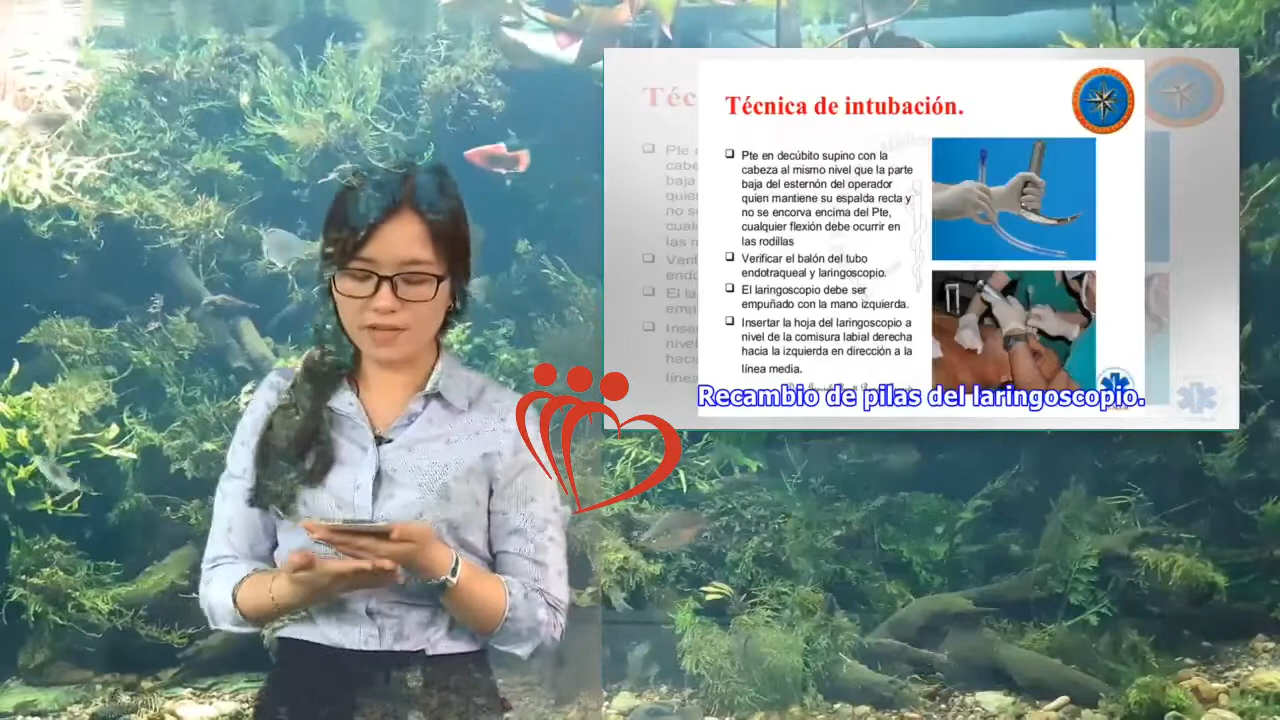 Técnica de intubación.
Pte en decúbito supino con la
cabeza al mismo nivel que la parte
baja del esternón del operador
quien mantiene su espalda recta y
no se encorva encima del Pte,
cualquier flexión debe ocurrir en
las rodillas
Verificar el balón del tubo
endotraqueal y laringoscopio.
El laringoscopio debe ser
empuñado con la mano izquierda.
Insertar la hoja del laringoscopio a
nivel de la comisura labial derecha
hacia la izquierda en dirección a la
línea media.
Recambio de pilas del laringoscopio.